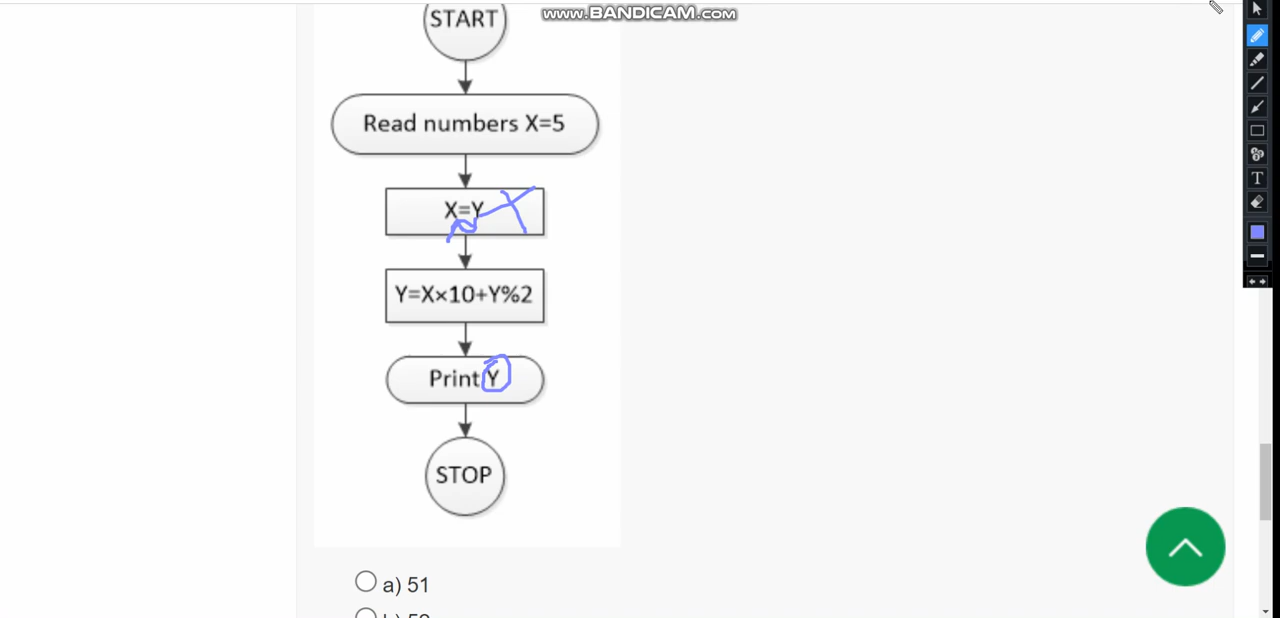 START
www.BANDICAM.com
Read numbers X=5
X=Y
Y=X×10+Y%2
Print Y
STOP
a) 51
T